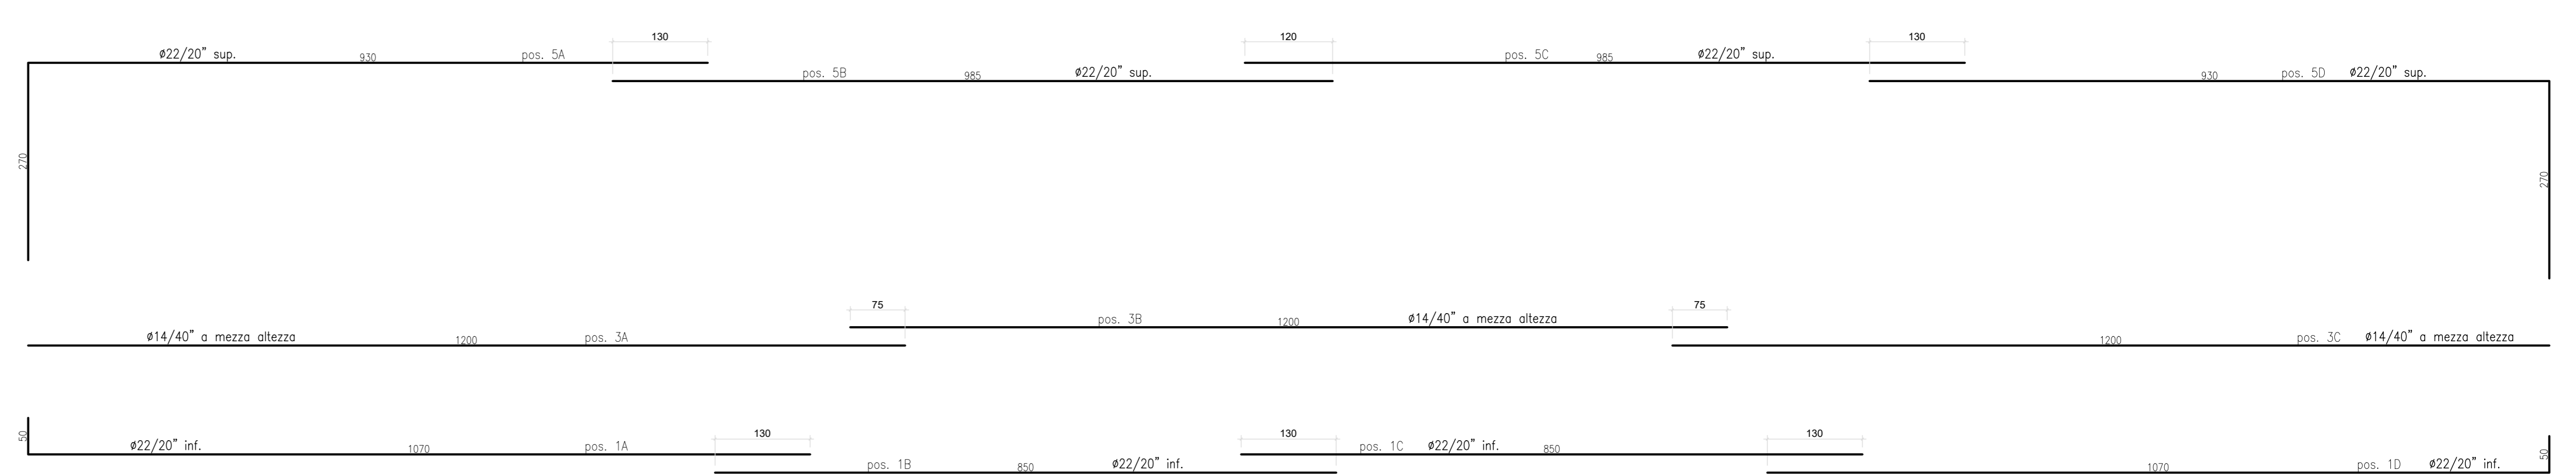 130 120 130
ø22/20" sup. 930 pos. 5A pos. 5C 985 ø22/20" sup.
pos. 5B 985 ø22/20" sup. 930 pos. 5D ø22/20" sup.
270 270
75 75
pos. 3B 1200 ø14/40" a mezza altezza
ø14/40" a mezza altezza 1200 pos. 3A 1200 pos. 3C ø14/40" a mezza altezza
130 130 130
50 ø22/20" inf. 1070 pos. 1A pos. 1C ø22/20" inf. 850
pos. 1B 850 ø22/20" inf. 1070 pos. 1D ø22/20" inf. 50